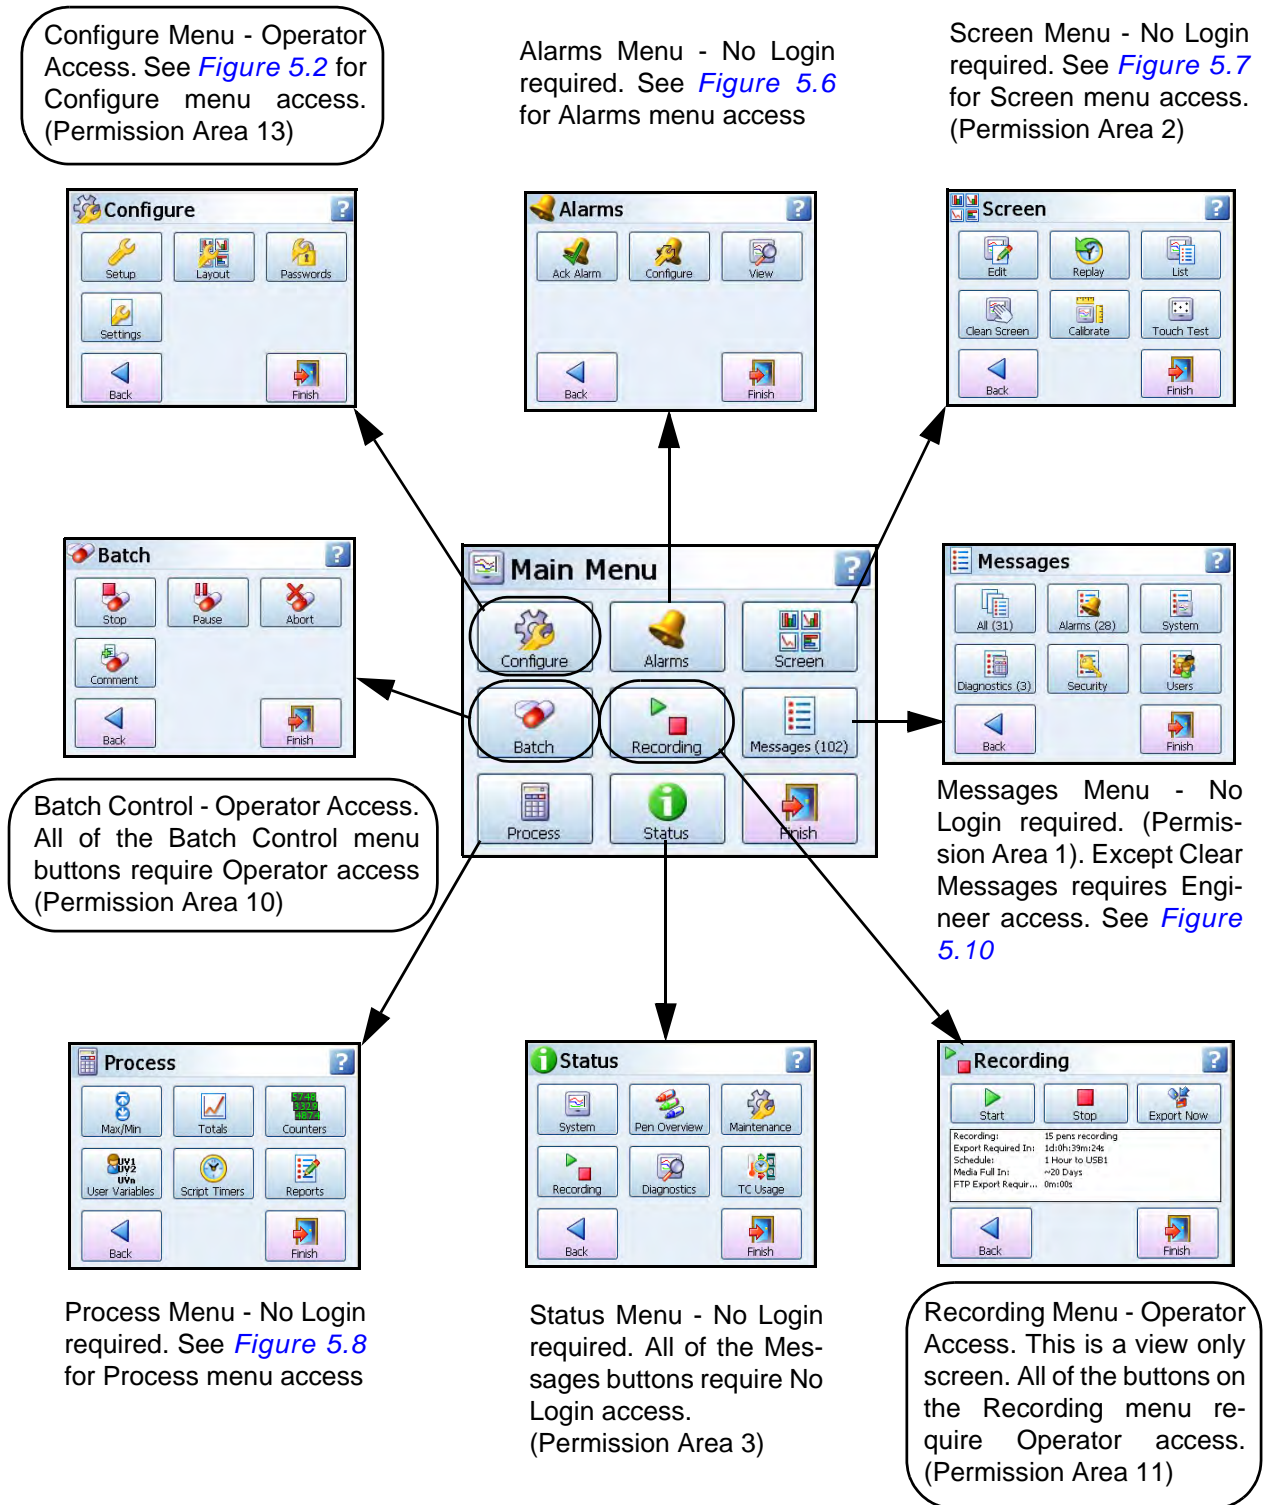 Configure Menu - Operator
Access. See Figure 5.2 for
Configure menu access.
(Permission Area 13)
Alarms Menu - No Login
required. See Figure 5.6
for Alarms menu access
Screen Menu - No Login
required. See Figure 5.7
for Screen menu access.
(Permission Area 2)
Configure ?
Setup Layout Passwords
Settings
Back Finish
Alarms ?
Ack Alarm Configure View
Back Finish
Screen ?
Edit Replay List
Clean Screen Calibrate Touch Test
Back Finish
Batch ?
Stop Pause Abort
Comment
Back Finish
Main Menu ?
Configure Alarms Screen
Batch Recording Messages (102)
Process Status Finish
Messages ?
All (31) Alarms (28) System
Diagnostics (3) Security Users
Back Finish
Batch Control - Operator Access.
All of the Batch Control menu
buttons require Operator access
(Permission Area 10)
Messages Menu - No
Login required. (Permis-
sion Area 1). Except Clear
Messages requires Engi-
neer access. See Figure
5.10
Process ?
Max/Min Totals Counters
User Variables Script Timers Reports
Back Finish
Status ?
System Pen Overview Maintenance
Recording Diagnostics TC Usage
Back Finish
Recording ?
Start Stop Export Now
Recording: 15 pens recording
Export Required In: 1d:0h:39m:24s
Schedule: 1 Hour to USB1
Media Full In: ~20 Days
FTP Export Requir... 0m:00s
Back Finish
Process Menu - No Login
required. See Figure 5.8
for Process menu access
Status Menu - No Login
required. All of the Mes-
sages buttons require No
Login access.
(Permission Area 3)
Recording Menu - Operator
Access. This is a view only
screen. All of the buttons on
the Recording menu re-
quire Operator access.
(Permission Area 11)